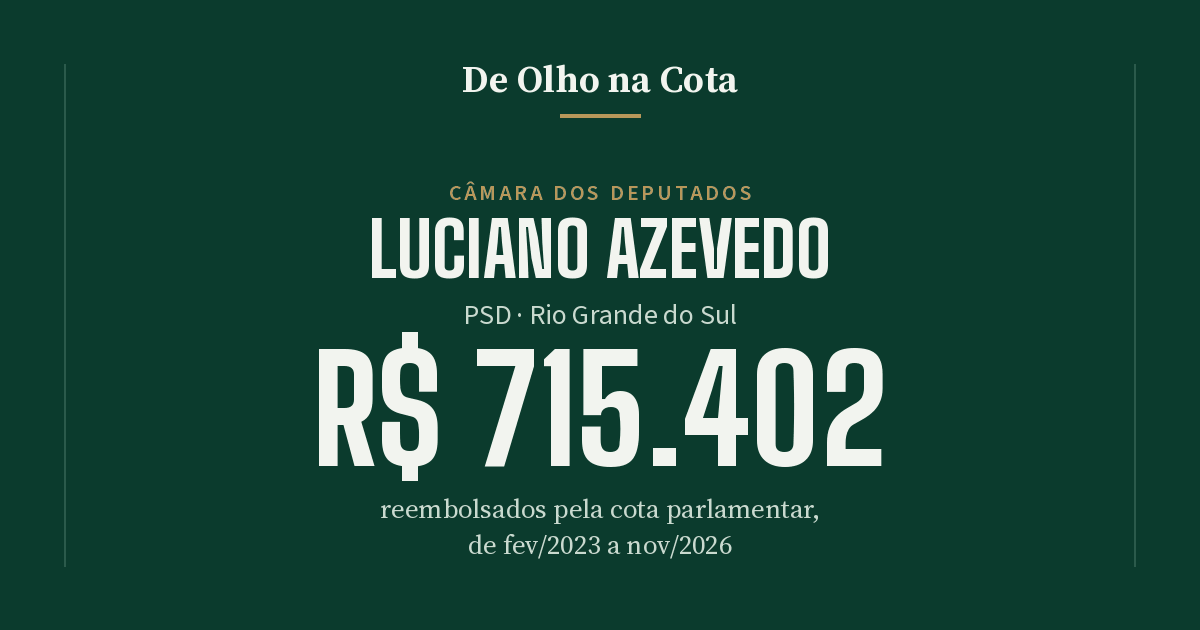 De Olho na Cota
CÂMARA DOS DEPUTADOS
LUCIANO AZEVEDO
PSD · Rio Grande do Sul
R$ 715.402
reembolsados pela cota parlamentar,
de fev/2023 a nov/2026